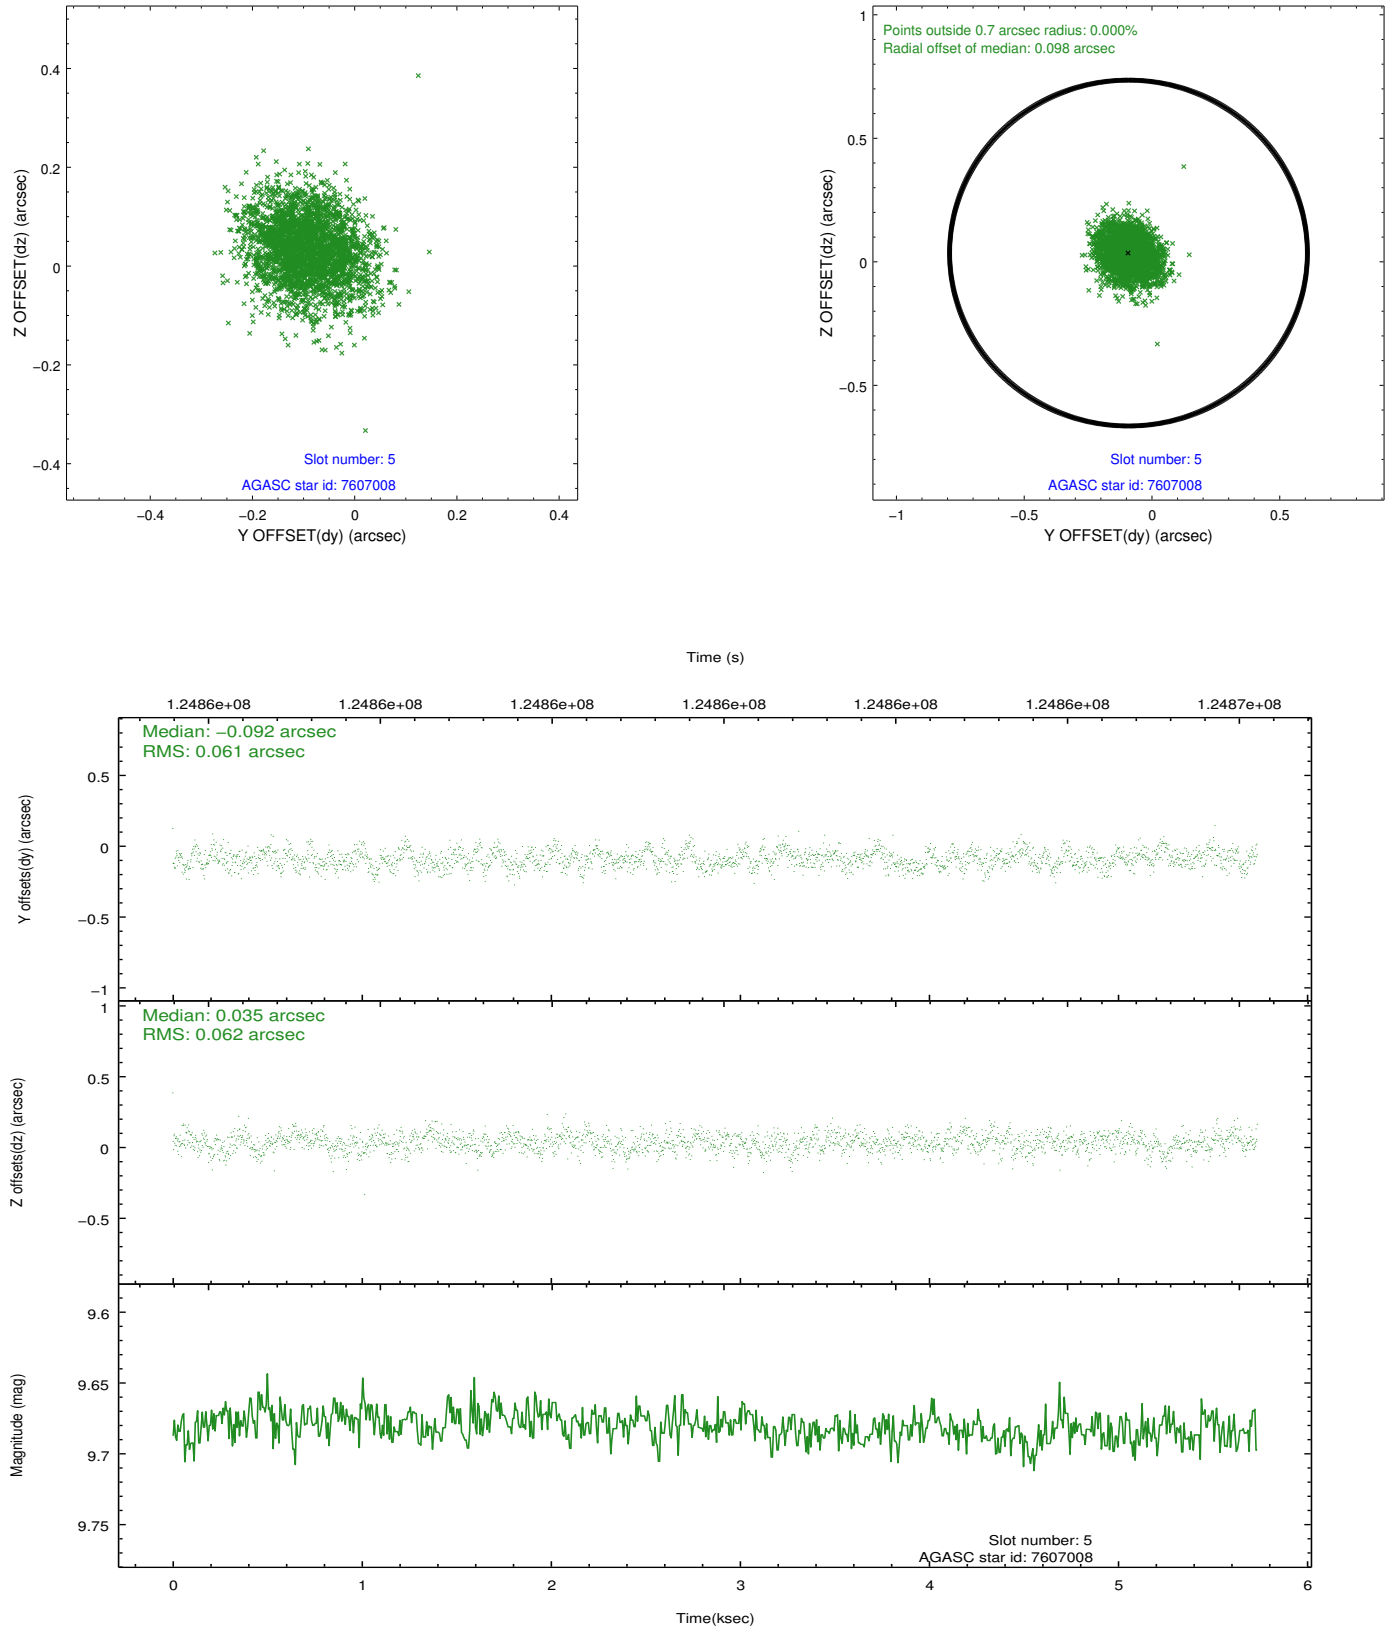 0.4
0.2
0
−0.2
−0.4
Z OFFSET(dz) (arcsec)
Slot number: 5
AGASC star id: 7607008
−0.4 −0.2 0 0.2 0.4
Y OFFSET(dy) (arcsec)
Points outside 0.7 arcsec radius: 0.000%
Radial offset of median: 0.098 arcsec
1
0.5
0
−0.5
Z OFFSET(dz) (arcsec)
Slot number: 5
AGASC star id: 7607008
−1 −0.5 0 0.5
Y OFFSET(dy) (arcsec)
Time (s)
1.2486e+08 1.2486e+08 1.2486e+08 1.2486e+08 1.2486e+08 1.2486e+08 1.2487e+08
Median: −0.092 arcsec
RMS: 0.061 arcsec
0.5
0
−0.5
−1
Y offsets(dy) (arcsec)
Median: 0.035 arcsec
RMS: 0.062 arcsec
1
0.5
0
−0.5
Z offsets(dz) (arcsec)
9.6
9.65
9.7
9.75
Magnitude (mag)
Slot number: 5
AGASC star id: 7607008
0 1 2 3 4 5 6
Time(ksec)